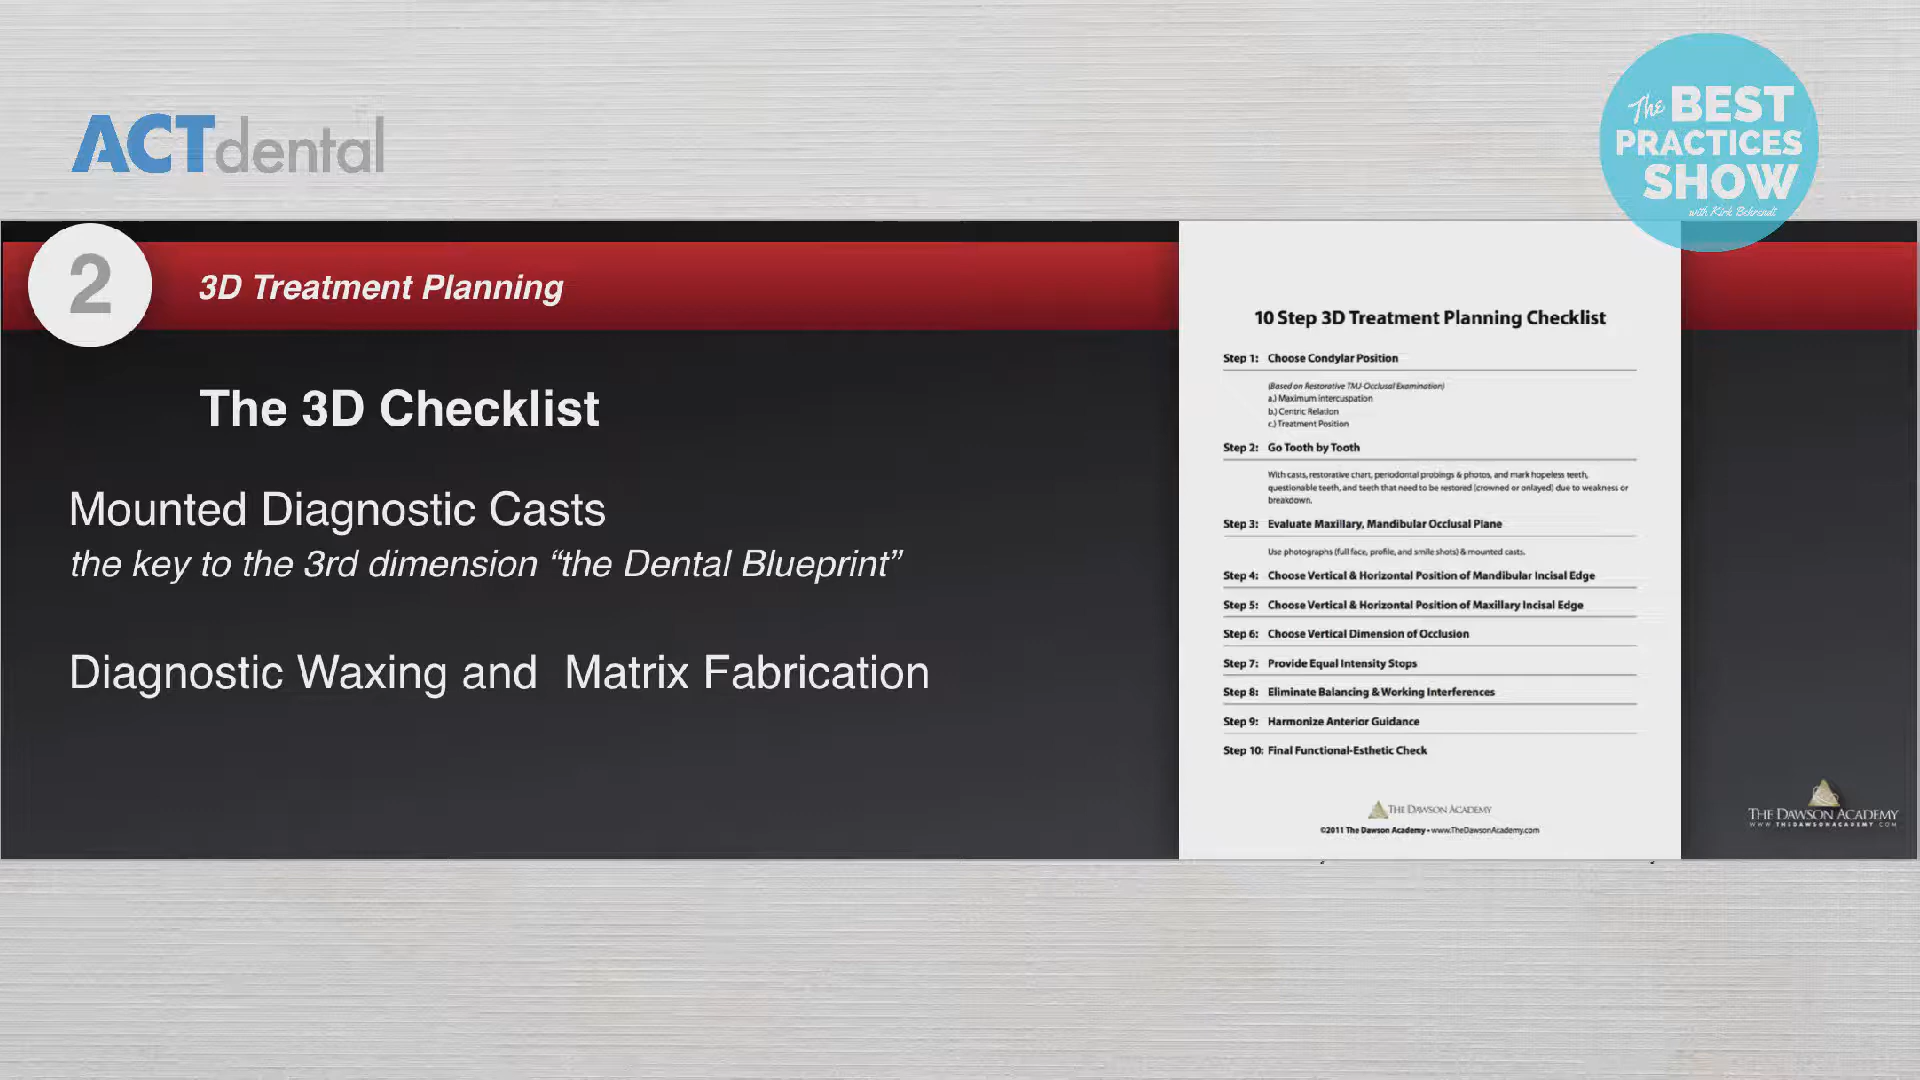 ACTdental
The BEST
PRACTICES
SHOW
with Kirk Behrendt
2
3D Treatment Planning
The 3D Checklist
Mounted Diagnostic Casts
the key to the 3rd dimension “the Dental Blueprint”
Diagnostic Waxing and Matrix Fabrication
10 Step 3D Treatment Planning Checklist
Step 1: Choose Condylar Position
(Based on Restorative TMJ-Occlusal Examination)
a.) Maximum intercuspation
b.) Centric Relation
c.) Treatment Position
Step 2: Go Tooth by Tooth
With casts, restorative chart, periodontal probings & photos, and mark hopeless teeth,
questionable teeth, and teeth that need to be restored (crowned or onlayed) due to weakness or
breakdown.
Step 3: Evaluate Maxillary, Mandibular Occlusal Plane
Use photographs (full face, profile, and smile shots) & mounted casts.
Step 4: Choose Vertical & Horizontal Position of Mandibular Incisal Edge
Step 5: Choose Vertical & Horizontal Position of Maxillary Incisal Edge
Step 6: Choose Vertical Dimension of Occlusion
Step 7: Provide Equal Intensity Stops
Step 8: Eliminate Balancing & Working Interferences
Step 9: Harmonize Anterior Guidance
Step 10: Final Functional-Esthetic Check
THE DAWSON ACADEMY
©2011 The Dawson Academy • www.TheDawsonAcademy.com
THE DAWSON ACADEMY
WWW.THEDAWSONACADEMY.COM